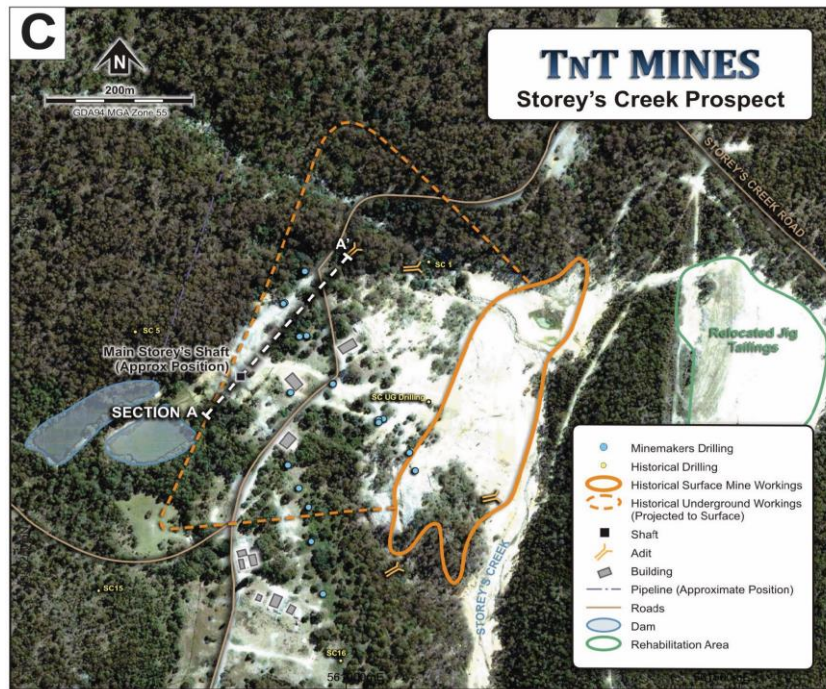 C
N
200m
GDA94 MGA Zone 55
TNT MINES
Storey's Creek Prospect
STOREY'S CREEK ROAD
A'
SC 1
SC 5
Main Storey's Shaft
(Approx Position)
Relocated Jig
Tailings
SECTION A
SC UG Drilling
STOREY'S CREEK
SC15
SC16
Minemakers Drilling
Historical Drilling
Historical Surface Mine Workings
Historical Underground Workings
(Projected to Surface)
Shaft
Adit
Building
Pipeline (Approximate Position)
Roads
Dam
Rehabilitation Area